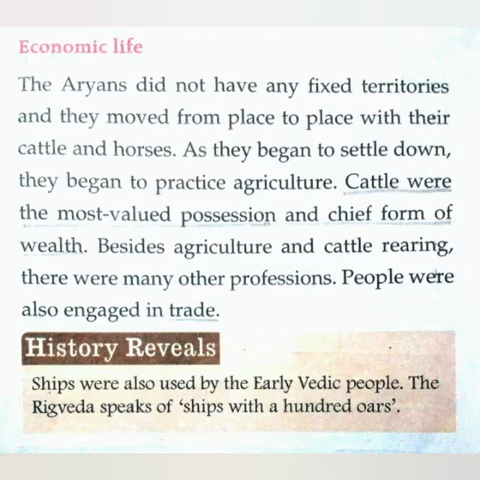 Economic life
The Aryans did not have any fixed territories
and they moved from place to place with their
cattle and horses. As they began to settle down,
they began to practice agriculture. Cattle were
the most-valued possession and chief form of
wealth. Besides agriculture and cattle rearing,
there were many other professions. People were
also engaged in trade.
History Reveals
Ships were also used by the Early Vedic people. The
Rigveda speaks of ‘ships with a hundred oars’.